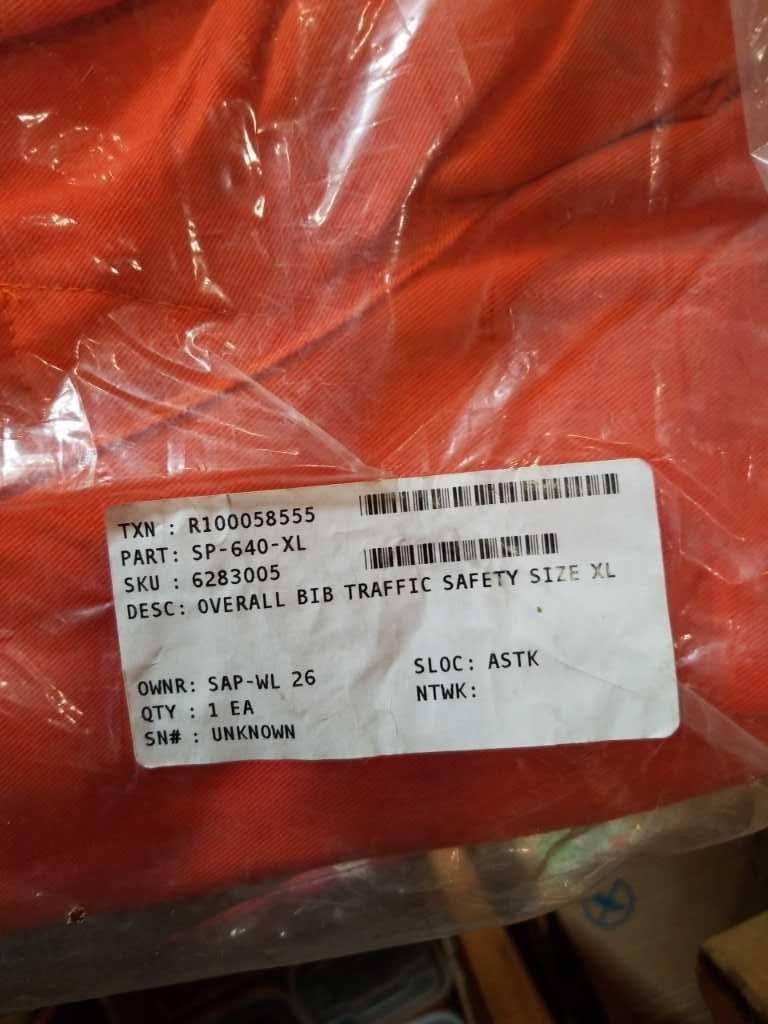 TXN : R100058555
PART: SP-640-XL
SKU : 6283005
DESC: OVERALL BIB TRAFFIC SAFETY SIZE XL
OWNR: SAP-WL 26
SLOC: ASTK
QTY : 1 EA
NTWK:
SN# : UNKNOWN